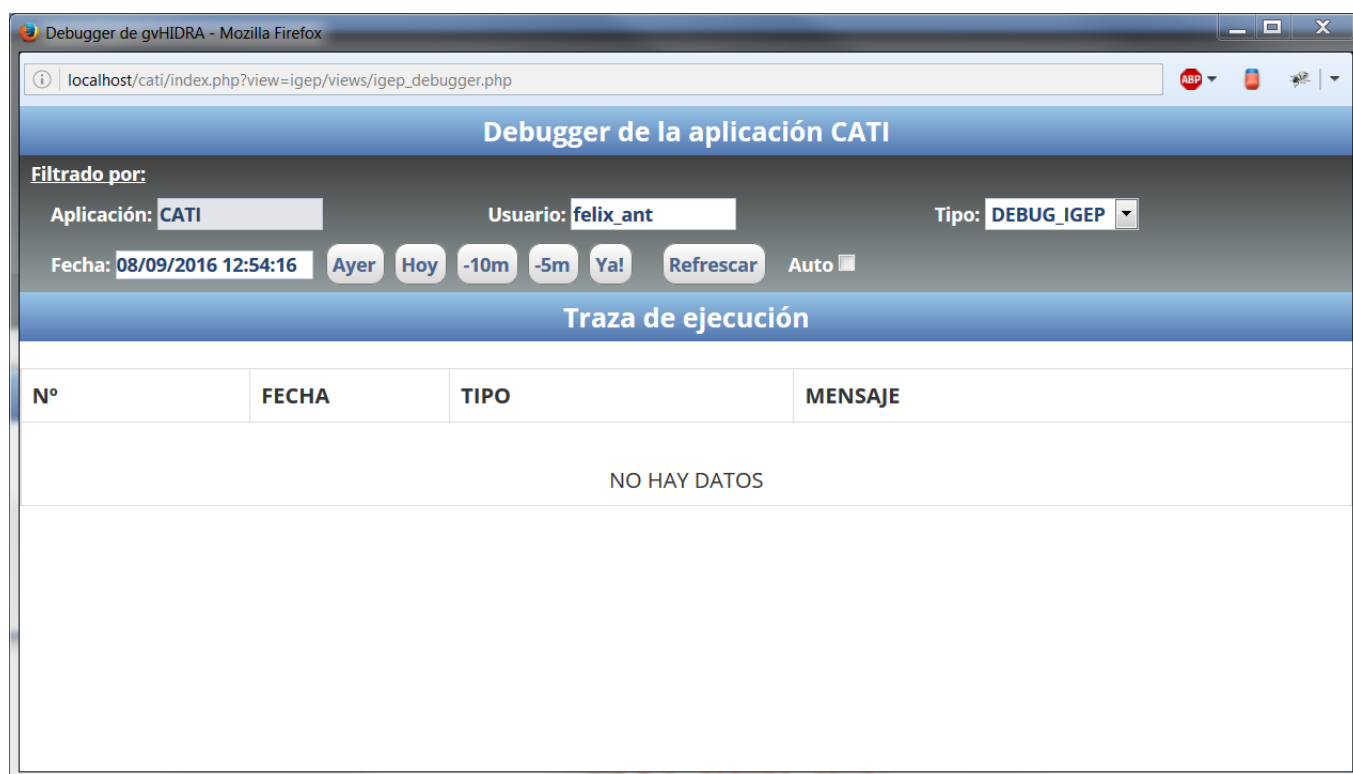 Debugger de gvHIDRA - Mozilla Firefox
localhost/cati/index.php?view=igep/views/igep_debugger.php
ABP
Debugger de la aplicación CATI
Filtrado por:
Aplicación: CATI Usuario: felix_ant Tipo: DEBUG_IGEP
Fecha: 08/09/2016 12:54:16 Ayer Hoy -10m -5m Ya! Refrescar Auto
Traza de ejecución
Nº FECHA TIPO MENSAJE
NO HAY DATOS